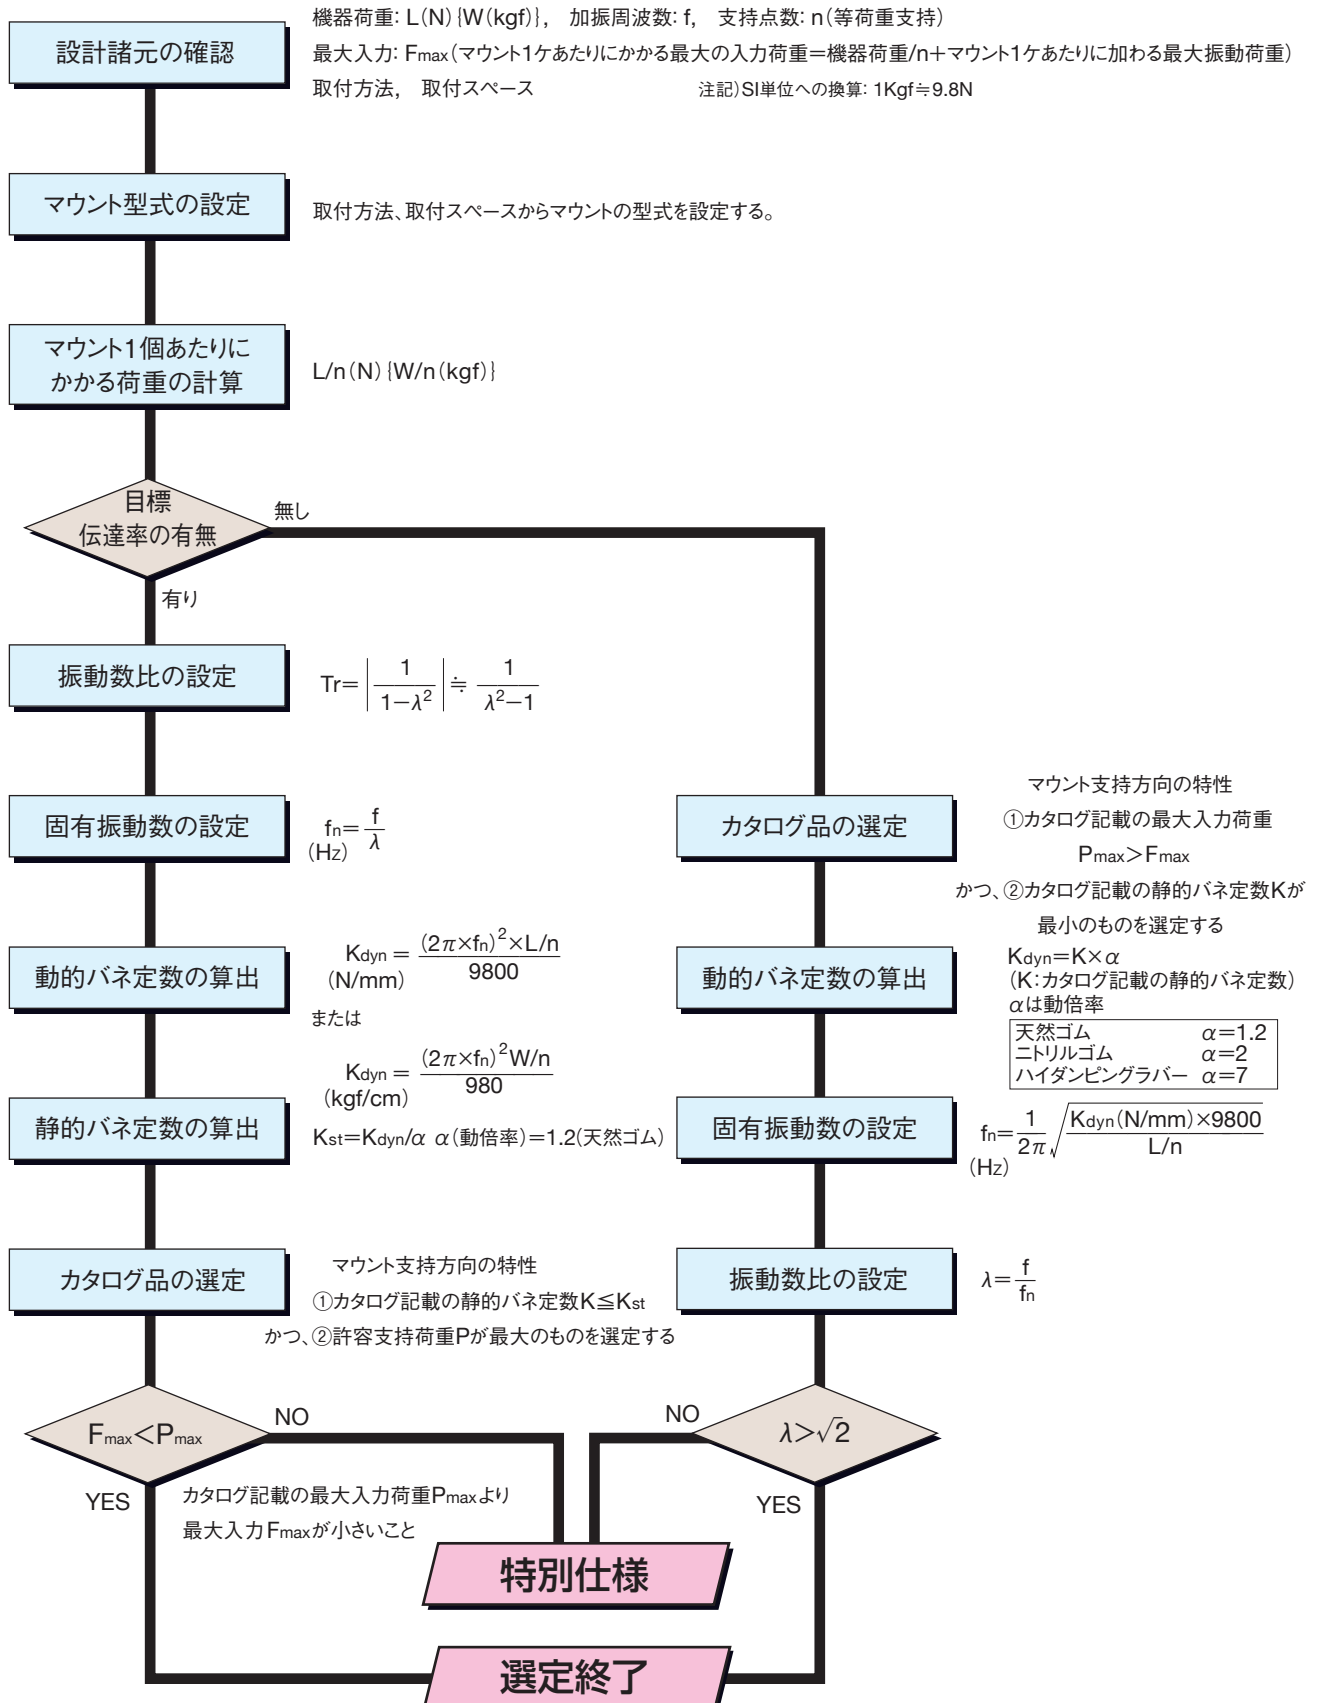 設計諸元の確認
機器荷重: L(N){W(kgf)}, 加振周波数: f, 支持点数: n(等荷重支持)
最大入力: Fmax(マウント1ケあたりにかかる最大の入力荷重=機器荷重/n+マウント1ケあたりに加わる最大振動荷重)
取付方法, 取付スペース 注記)SI単位への換算: 1Kgf≒9.8N
マウント型式の設定
取付方法、取付スペースからマウントの型式を設定する。
マウント1個あたりに
かかる荷重の計算
L/n(N){W/n(kgf)}
目標
伝達率の有無
無し
有り
振動数比の設定
Tr=|1/(1−λ²)|≒1/(λ²−1)
固有振動数の設定
fn=f/λ
(Hz)
動的バネ定数の算出
Kdyn=(2π×fn)²×L/n/9800
(N/mm)
または
Kdyn=(2π×fn)²W/n/980
(kgf/cm)
静的バネ定数の算出
Kst=Kdyn/α α(動倍率)=1.2(天然ゴム)
カタログ品の選定
マウント支持方向の特性
①カタログ記載の静的バネ定数K≦Kst
かつ、②許容支持荷重Pが最大のものを選定する
Fmax<Pmax
NO
YES
カタログ記載の最大入力荷重Pmaxより
最大入力Fmaxが小さいこと
カタログ品の選定
マウント支持方向の特性
①カタログ記載の最大入力荷重
Pmax>Fmax
かつ、②カタログ記載の静的バネ定数Kが
最小のものを選定する
動的バネ定数の算出
Kdyn=K×α
(K:カタログ記載の静的バネ定数)
αは動倍率
天然ゴム α=1.2
ニトリルゴム α=2
ハイダンピングラバー α=7
固有振動数の設定
fn=1/2π√(Kdyn(N/mm)×9800/L/n)
(Hz)
振動数比の設定
λ=f/fn
λ>√2
NO
YES
特別仕様
選定終了